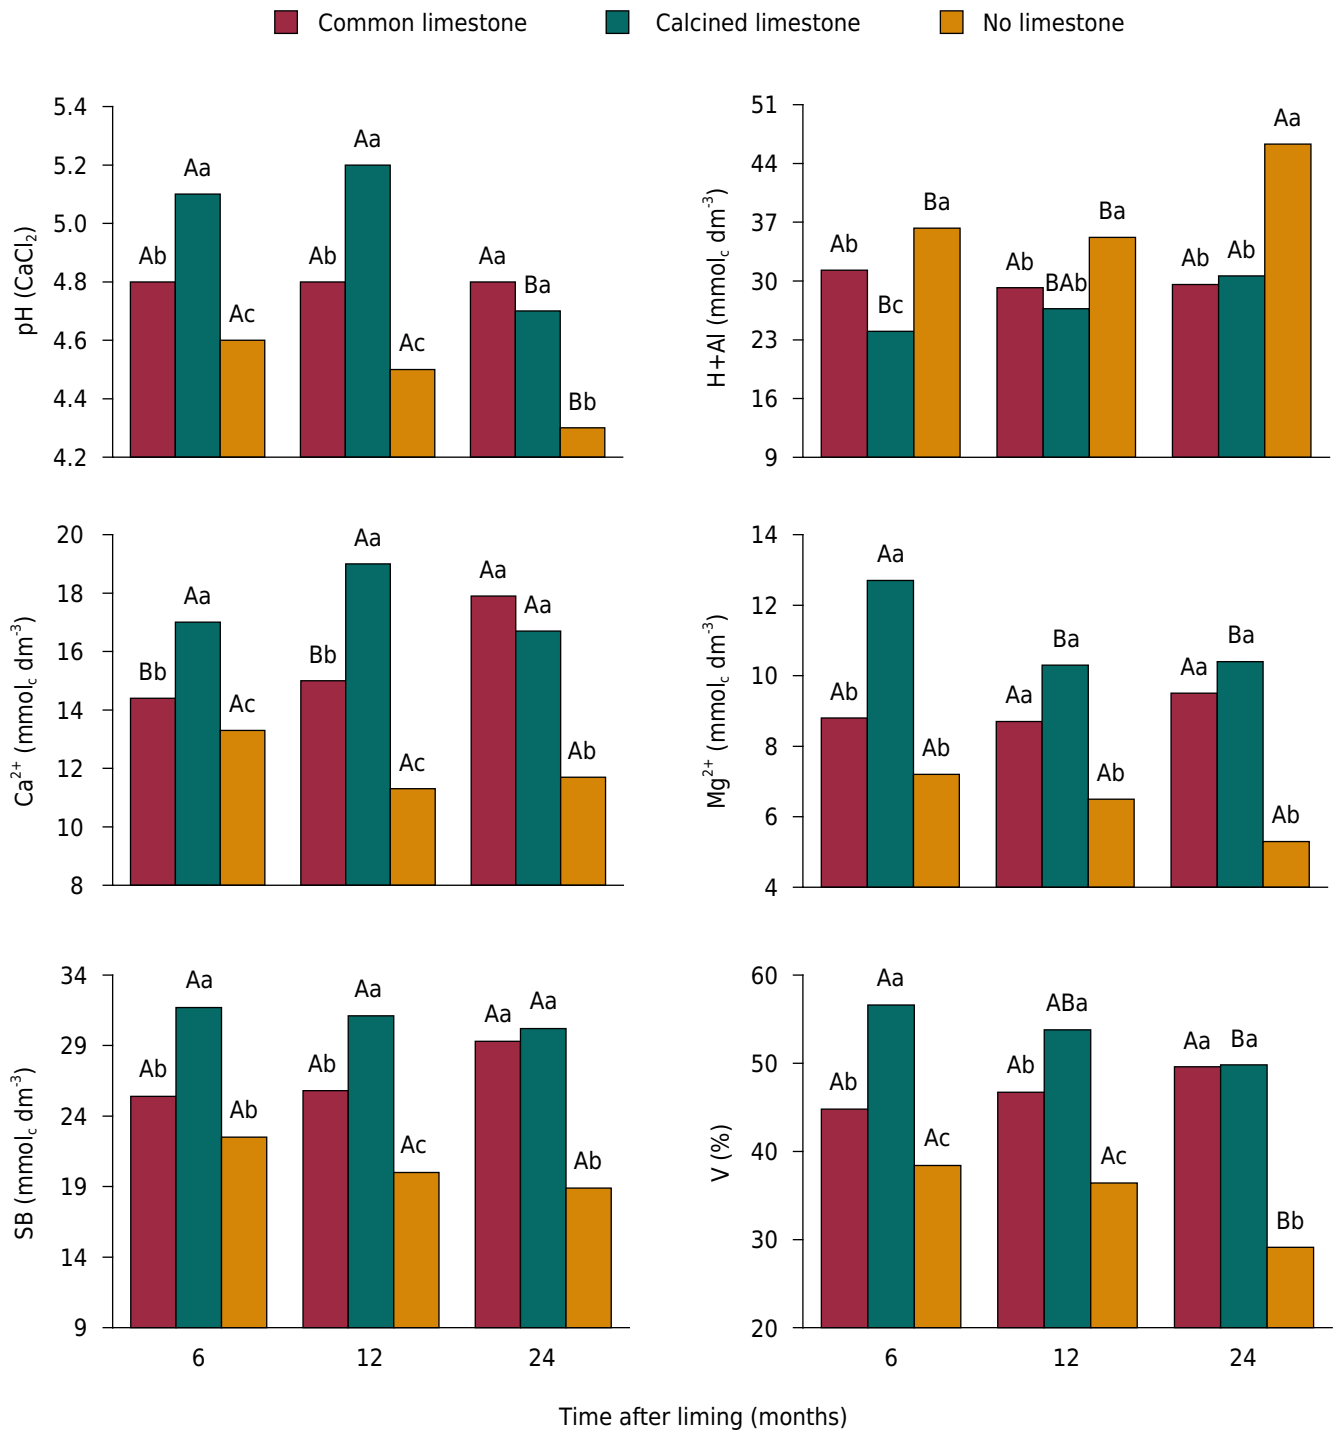 Common limestone Calcined limestone No limestone
pH (CaCl₂)
5.4
5.2
5.0
4.8
4.6
4.4
4.2
Ab Aa Ac
Ab Aa Ac
Aa Ba Bb
H+Al (mmol_c dm⁻³)
51
44
37
30
23
16
9
Ab Bc Ba
Ab BAb Ba
Ab Ab Aa
Ca²⁺ (mmol_c dm⁻³)
20
18
16
14
12
10
8
Bb Aa Ac
Bb Aa Ac
Aa Aa Ab
Mg²⁺ (mmol_c dm⁻³)
14
12
10
8
6
4
Ab Aa Ab
Aa Ba Ab
Aa Ba Ab
SB (mmol_c dm⁻³)
34
29
24
19
14
9
Ab Aa Ab
Ab Aa Ac
Aa Aa Ab
6 12 24
V (%)
60
50
40
30
20
Ab Aa Ac
Ab ABa Ac
Aa Ba Bb
6 12 24
Time after liming (months)